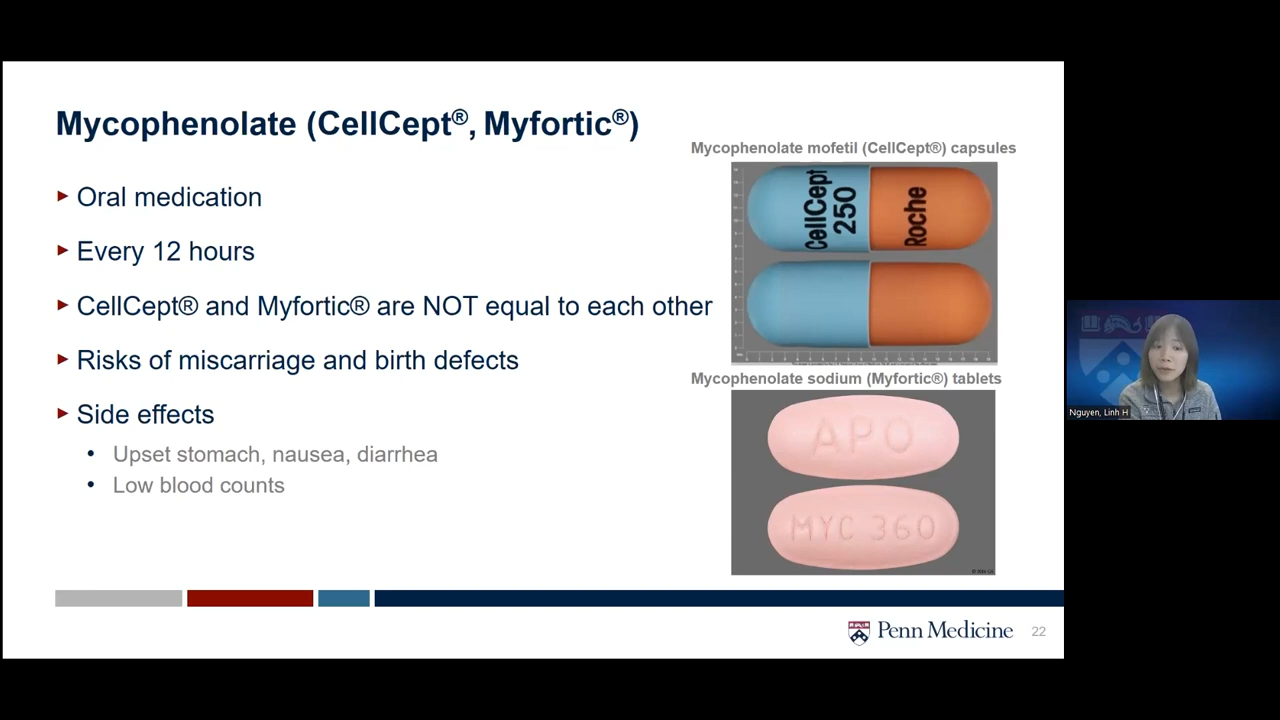 Mycophenolate (CellCept®, Myfortic®)
Oral medication
Every 12 hours
CellCept® and Myfortic® are NOT equal to each other
Risks of miscarriage and birth defects
Side effects
Upset stomach, nausea, diarrhea
Low blood counts
Mycophenolate mofetil (CellCept®) capsules
CellCept
250
Roche
Mycophenolate sodium (Myfortic®) tablets
APO
MYC 360
Penn Medicine
22
Nguyen, Linh H